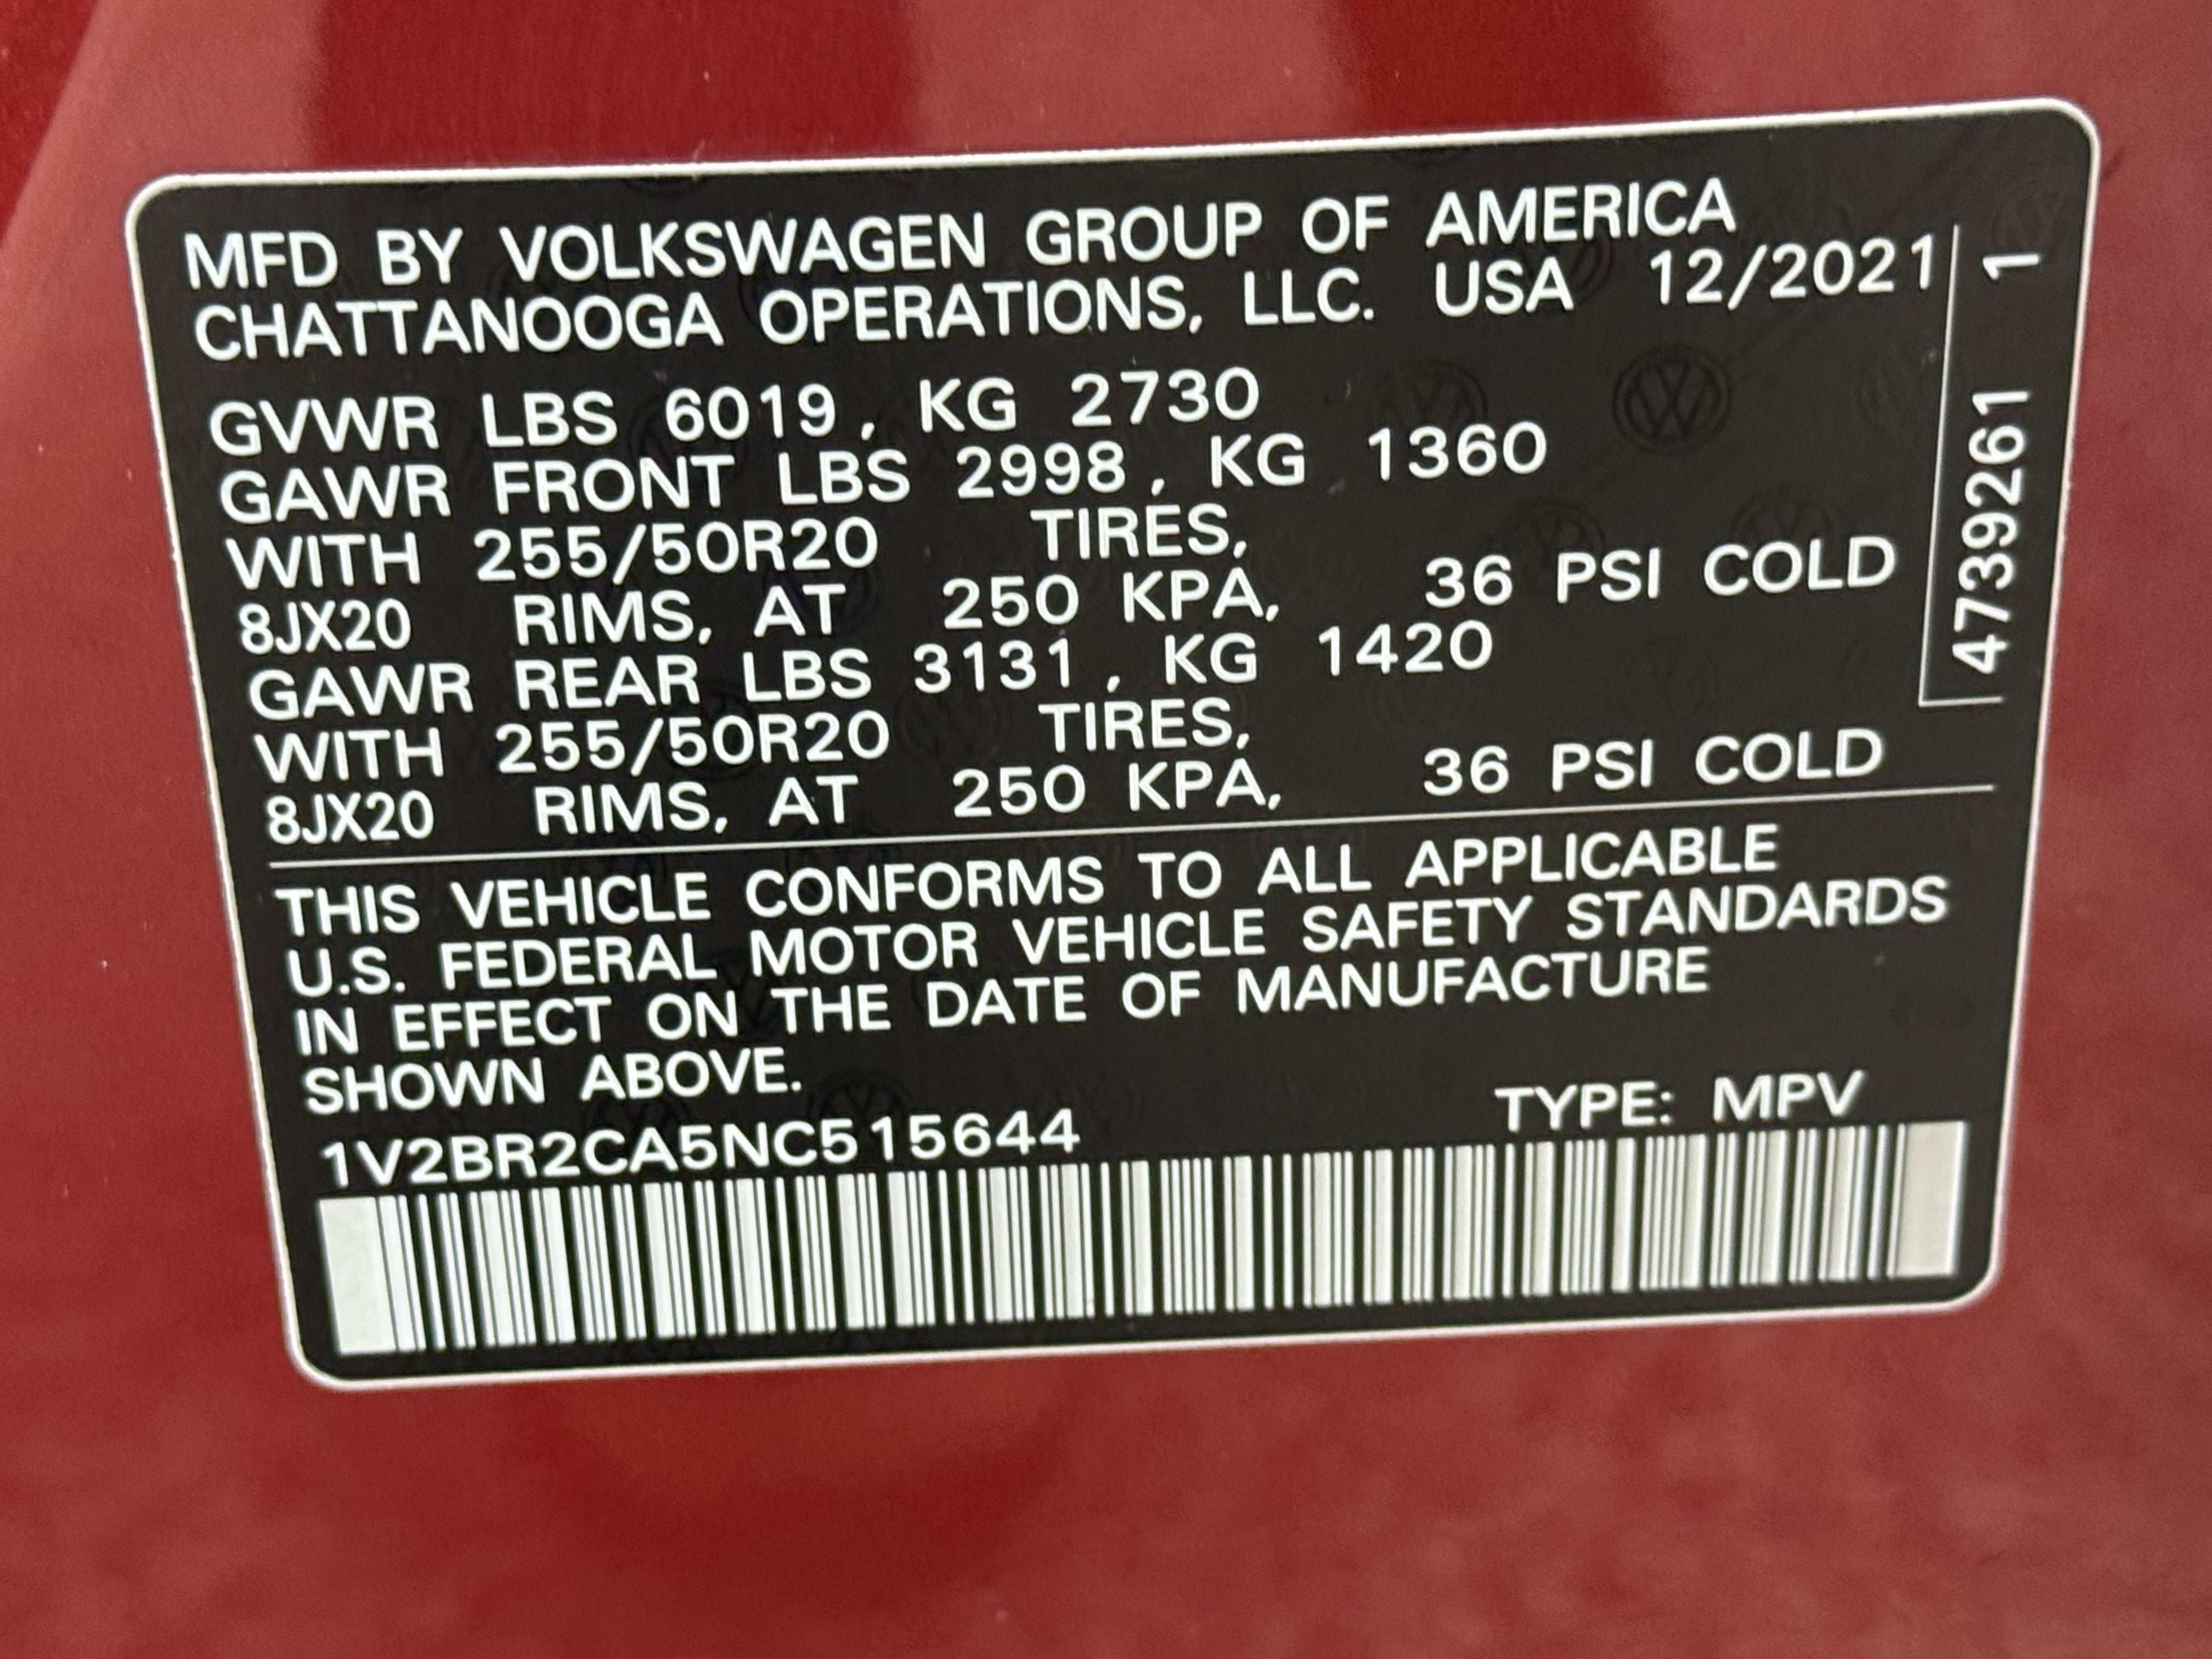 MFD BY VOLKSWAGEN GROUP OF AMERICA
CHATTANOOGA OPERATIONS, LLC. USA 12/2021
GVWR LBS 6019, KG 2730
GAWR FRONT LBS 2998, KG 1360
WITH 255/50R20 TIRES,
8JX20 RIMS, AT 250 KPA, 36 PSI COLD
GAWR REAR LBS 3131, KG 1420
WITH 255/50R20 TIRES,
8JX20 RIMS, AT 250 KPA, 36 PSI COLD
4739261 1
THIS VEHICLE CONFORMS TO ALL APPLICABLE
U.S. FEDERAL MOTOR VEHICLE SAFETY STANDARDS
IN EFFECT ON THE DATE OF MANUFACTURE
SHOWN ABOVE.
1V2BR2CA5NC515644 TYPE: MPV